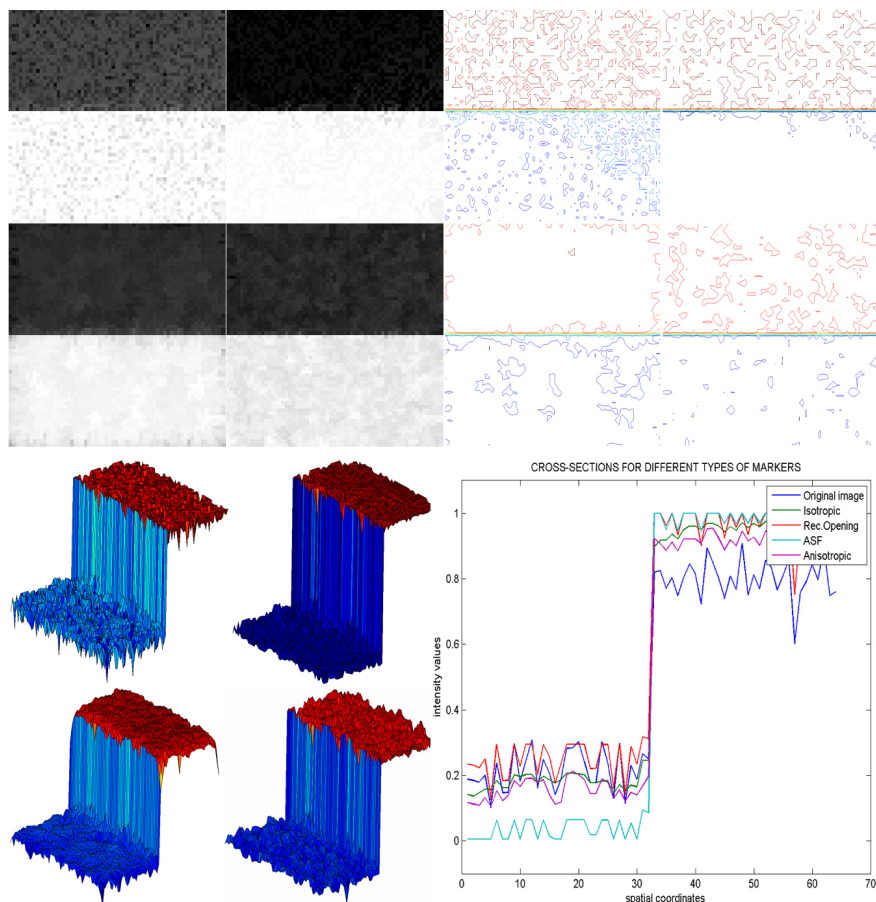 CROSS-SECTIONS FOR DIFFERENT TYPES OF MARKERS
Original image
Isotropic
Rec.Opening
ASF
Anisotropic
1
0.8
0.6
0.4
0.2
0
intensity values
0 10 20 30 40 50 60 70
spatial coordinates